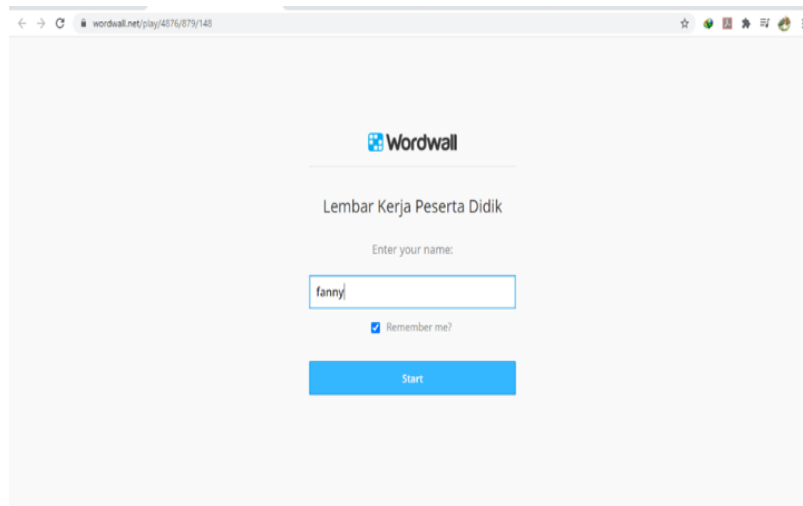 wordwall.net/play/4876/879/148
Wordwall
Lembar Kerja Peserta Didik
Enter your name:
fanny
Remember me?
Start